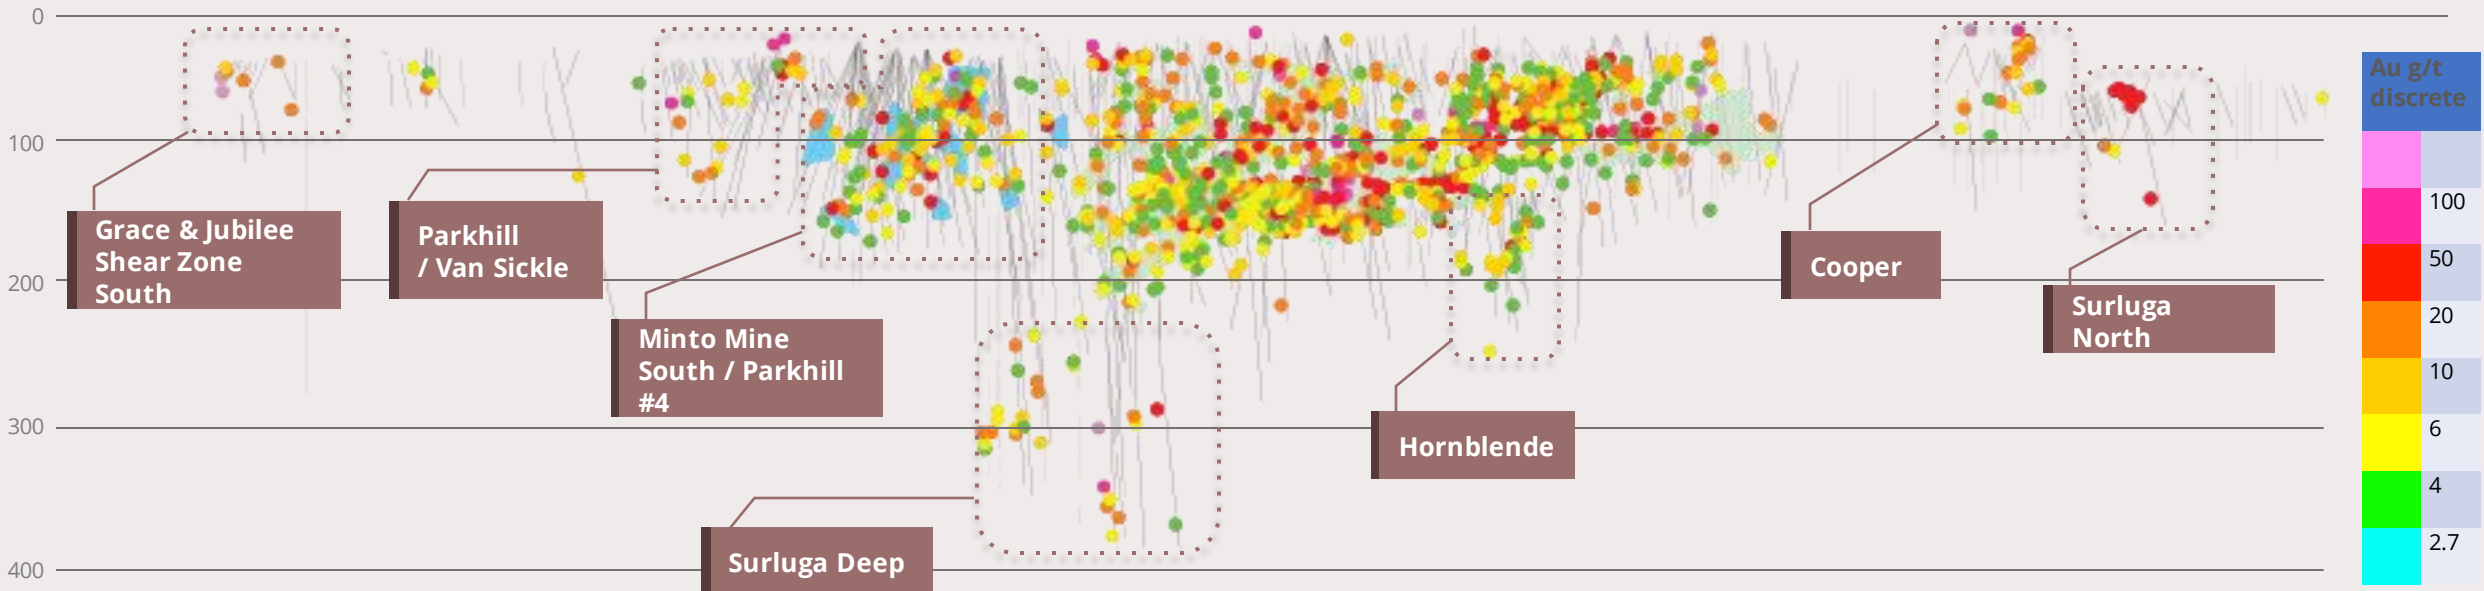 0
100
200
300
400
Grace & Jubilee
Shear Zone
South
Parkhill
/ Van Sickle
Minto Mine
South / Parkhill
#4
Surluga Deep
Hornblende
Cooper
Surluga
North
Au g/t
discrete
100
50
20
10
6
4
2.7